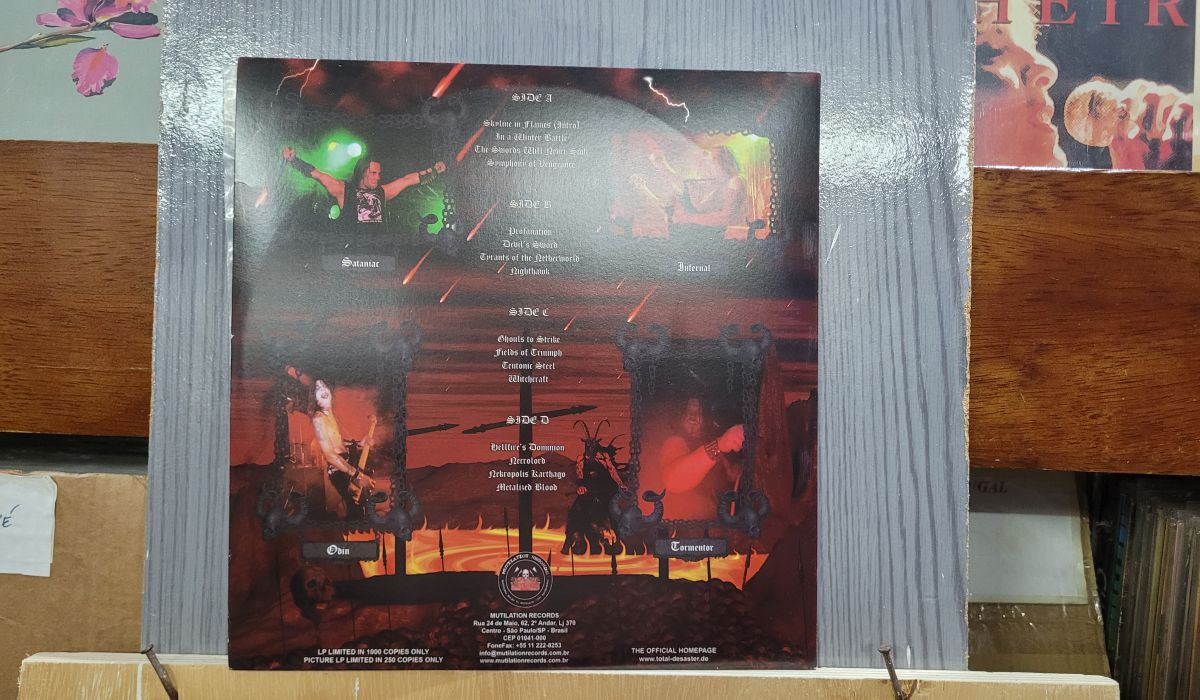 HEIR
SIDE A
Skyline in Flames (Intro)
In a Winter Battle
The Swords Will Never Sink
Symphony of Vengeance
SIDE B
Profanation
Devil's Sword
Tyrants of the Netherworld
Nighthawk
Sataniac
Infernal
SIDE C
Ghouls to Strike
Fields of Triumph
Teutonic Steel
Witchcraft
SIDE D
Hellfire's Dominion
Necrolord
Nekropolis Karthago
Metalized Blood
Odin
Tormentor
MUTILATION RECORDS
Rua 24 de Maio, 62, 2º Andar, Lj 370
Centro - São Paulo/SP - Brasil
CEP 01041-000
FoneFax: +55 11 222-8253
info@mutilationrecords.com.br
www.mutilationrecords.com.br
LP LIMITED IN 1000 COPIES ONLY
PICTURE LP LIMITED IN 250 COPIES ONLY
THE OFFICIAL HOMEPAGE
www.total-desaster.de